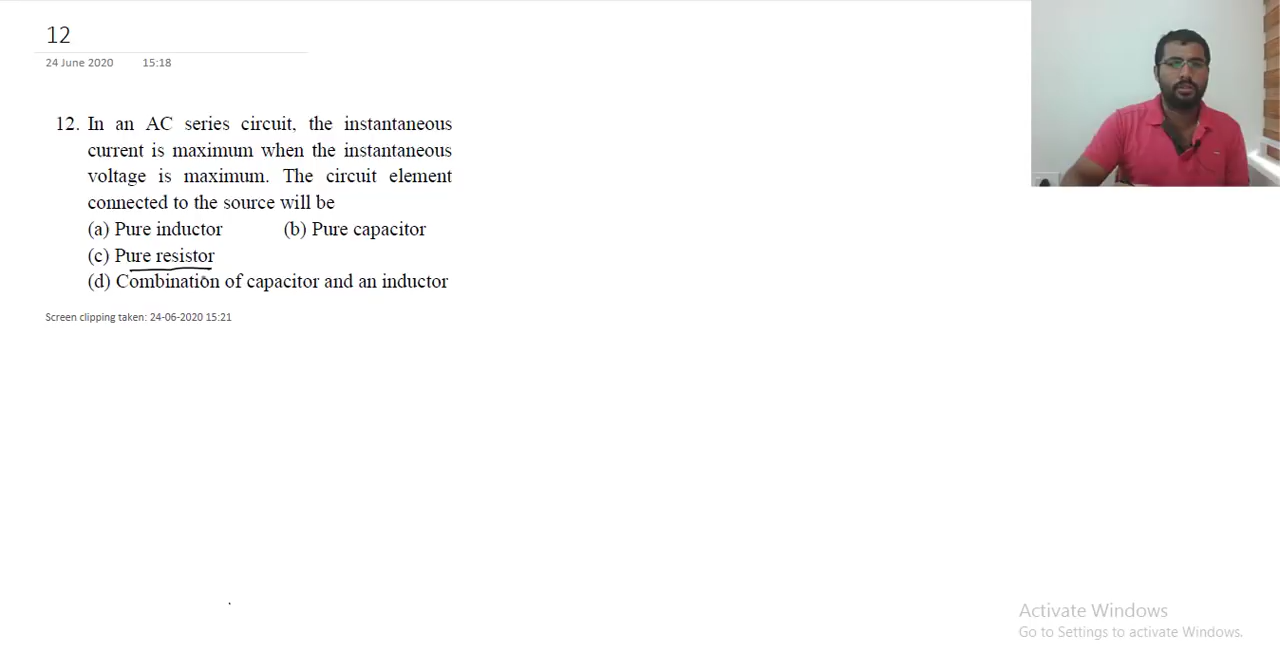 12
24 June 2020 15:18
12. In an AC series circuit, the instantaneous
current is maximum when the instantaneous
voltage is maximum. The circuit element
connected to the source will be
(a) Pure inductor (b) Pure capacitor
(c) Pure resistor
(d) Combination of capacitor and an inductor
Screen clipping taken: 24-06-2020 15:21
Activate Windows
Go to Settings to activate Windows.